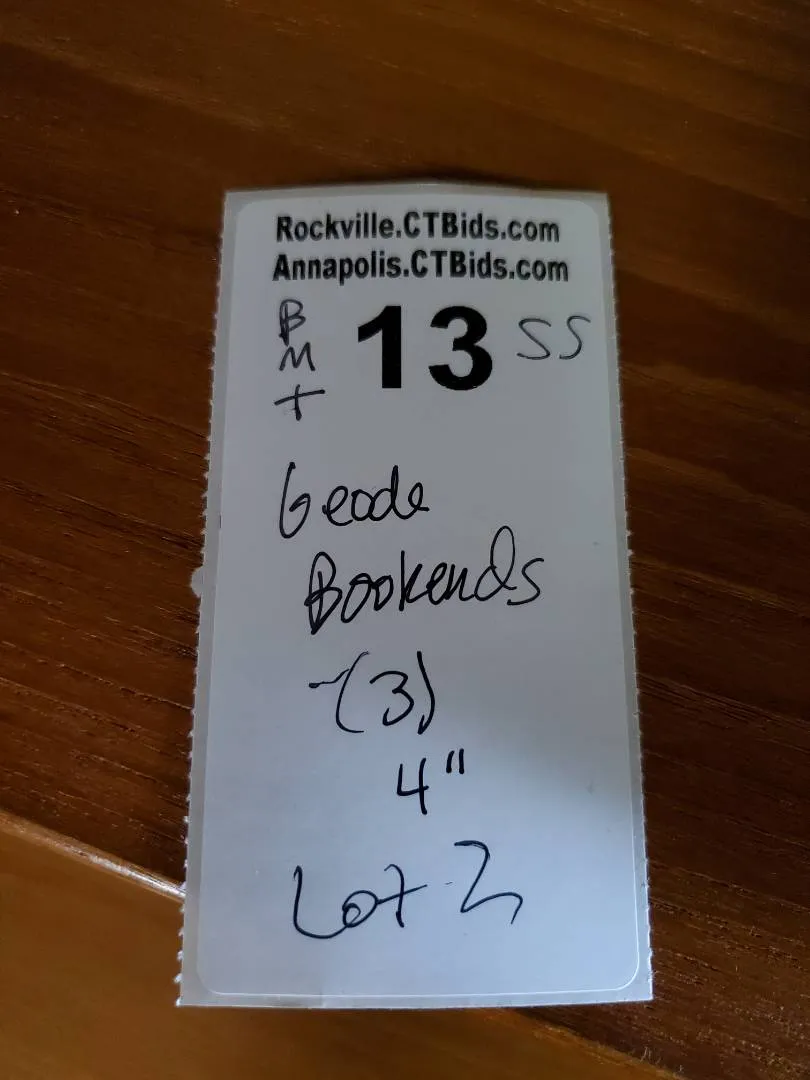 Rockville.CTBids.com
Annapolis.CTBids.com
B
M
T
13 SS
Geode
Bookends
-(3)
4"
Lot 2